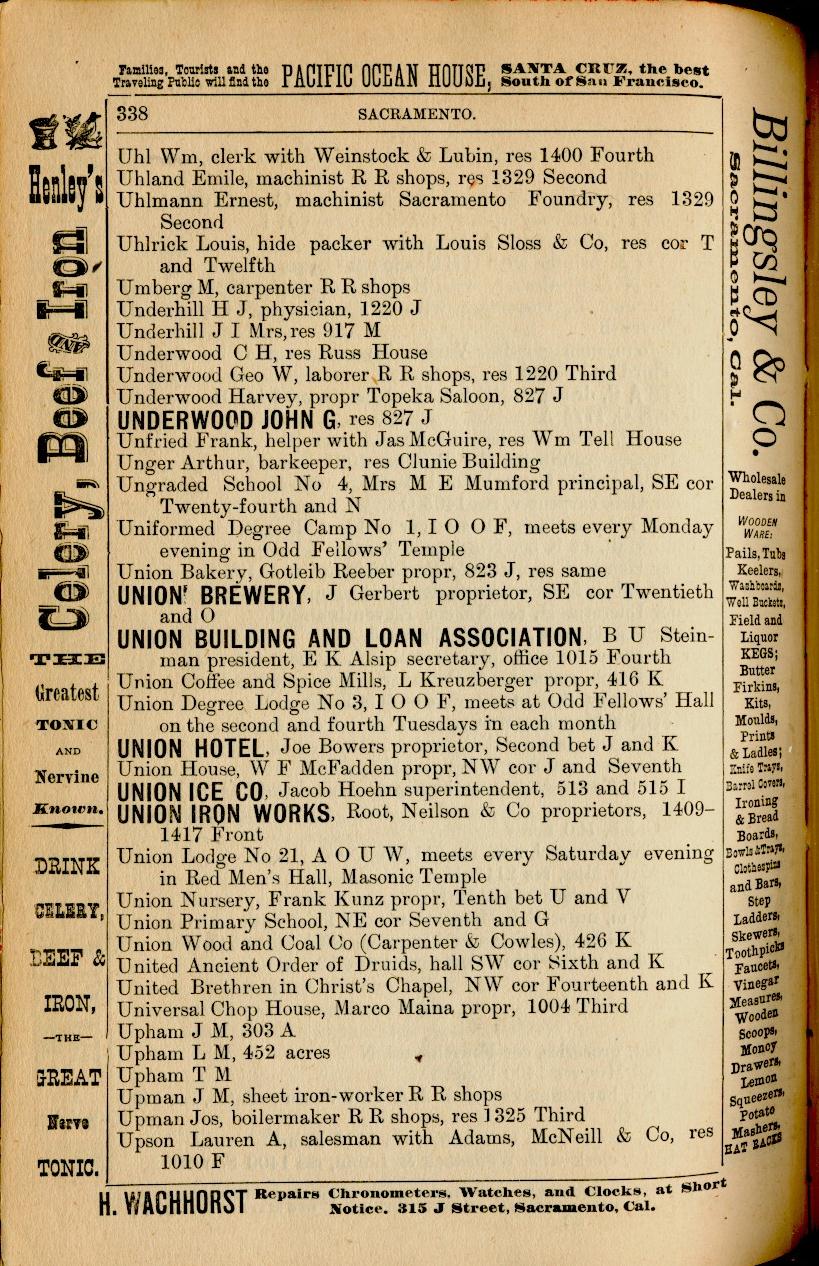 Families, Tourists and the
Traveling Public will find the
PACIFIC OCEAN HOUSE,
SANTA CRUZ, the best
South of San Francisco.
338
SACRAMENTO.
Uhl Wm, clerk with Weinstock & Lubin, res 1400 Fourth
Uhland Emile, machinist R R shops, res 1329 Second
Uhlmann Ernest, machinist Sacramento Foundry, res 1329
Second
Uhlrick Louis, hide packer with Louis Sloss & Co, res cor T
and Twelfth
Umberg M, carpenter R R shops
Underhill H J, physician, 1220 J
Underhill J I Mrs, res 917 M
Underwood C H, res Russ House
Underwood Geo W, laborer R R shops, res 1220 Third
Underwood Harvey, propr Topeka Saloon, 827 J
UNDERWOOD JOHN G, res 827 J
Unfried Frank, helper with Jas McGuire, res Wm Tell House
Unger Arthur, barkeeper, res Clunie Building
Ungraded School No 4, Mrs M E Mumford principal, SE cor
Twenty-fourth and N
Uniformed Degree Camp No 1, I O O F, meets every Monday
evening in Odd Fellows' Temple
Union Bakery, Gotleib Reeber propr, 823 J, res same
UNION BREWERY, J Gerbert proprietor, SE cor Twentieth
and O
UNION BUILDING AND LOAN ASSOCIATION, B U Stein-
man president, E K Alsip secretary, office 1015 Fourth
Union Coffee and Spice Mills, L Kreuzberger propr, 416 K
Union Degree Lodge No 3, I O O F, meets at Odd Fellows' Hall
on the second and fourth Tuesdays in each month
UNION HOTEL, Joe Bowers proprietor, Second bet J and K
Union House, W F McFadden propr, NW cor J and Seventh
UNION ICE CO, Jacob Hoehn superintendent, 513 and 515 I
UNION IRON WORKS, Root, Neilson & Co proprietors, 1409–
1417 Front
Union Lodge No 21, A O U W, meets every Saturday evening
in Red Men's Hall, Masonic Temple
Union Nursery, Frank Kunz propr, Tenth bet U and V
Union Primary School, NE cor Seventh and G
Union Wood and Coal Co (Carpenter & Cowles), 426 K
United Ancient Order of Druids, hall SW cor Sixth and K
United Brethren in Christ's Chapel, NW cor Fourteenth and K
Universal Chop House, Marco Maina propr, 1004 Third
Upham J M, 303 A
Upham L M, 452 acres
Upham T M
Upman J M, sheet iron-worker R R shops
Upman Jos, boilermaker R R shops, res 1325 Third
Upson Lauren A, salesman with Adams, McNeill & Co, res
1010 F
Henley's
Celery, Beef AND Iron
THE
Greatest
TONIC
AND
Nervine
Known.
DRINK
CELERY,
BEEF &
IRON,
—THE—
GREAT
Nerve
TONIC.
Billingsley & Co.
Sacramento, Cal.
Wholesale
Dealers in
WOODEN
WARE:
Pails, Tubs
Keelers,
Washboards,
Well Buckets,
Field and
Liquor
KEGS;
Butter
Firkins,
Kits,
Moulds,
Prints
& Ladles;
Knife Trays,
Barrel Covers,
Ironing
& Bread
Boards,
Bowls & Trays,
Clothespins
and Bars,
Step
Ladders,
Skewers,
Toothpicks
Faucets,
Vinegar
Measures,
Wooden
Scoops,
Money
Drawers,
Lemon
Squeezers,
Potato
Mashers,
HAT RACKS
H. WACHHORST
Repairs Chronometers, Watches, and Clocks, at Short
Notice. 315 J Street, Sacramento, Cal.